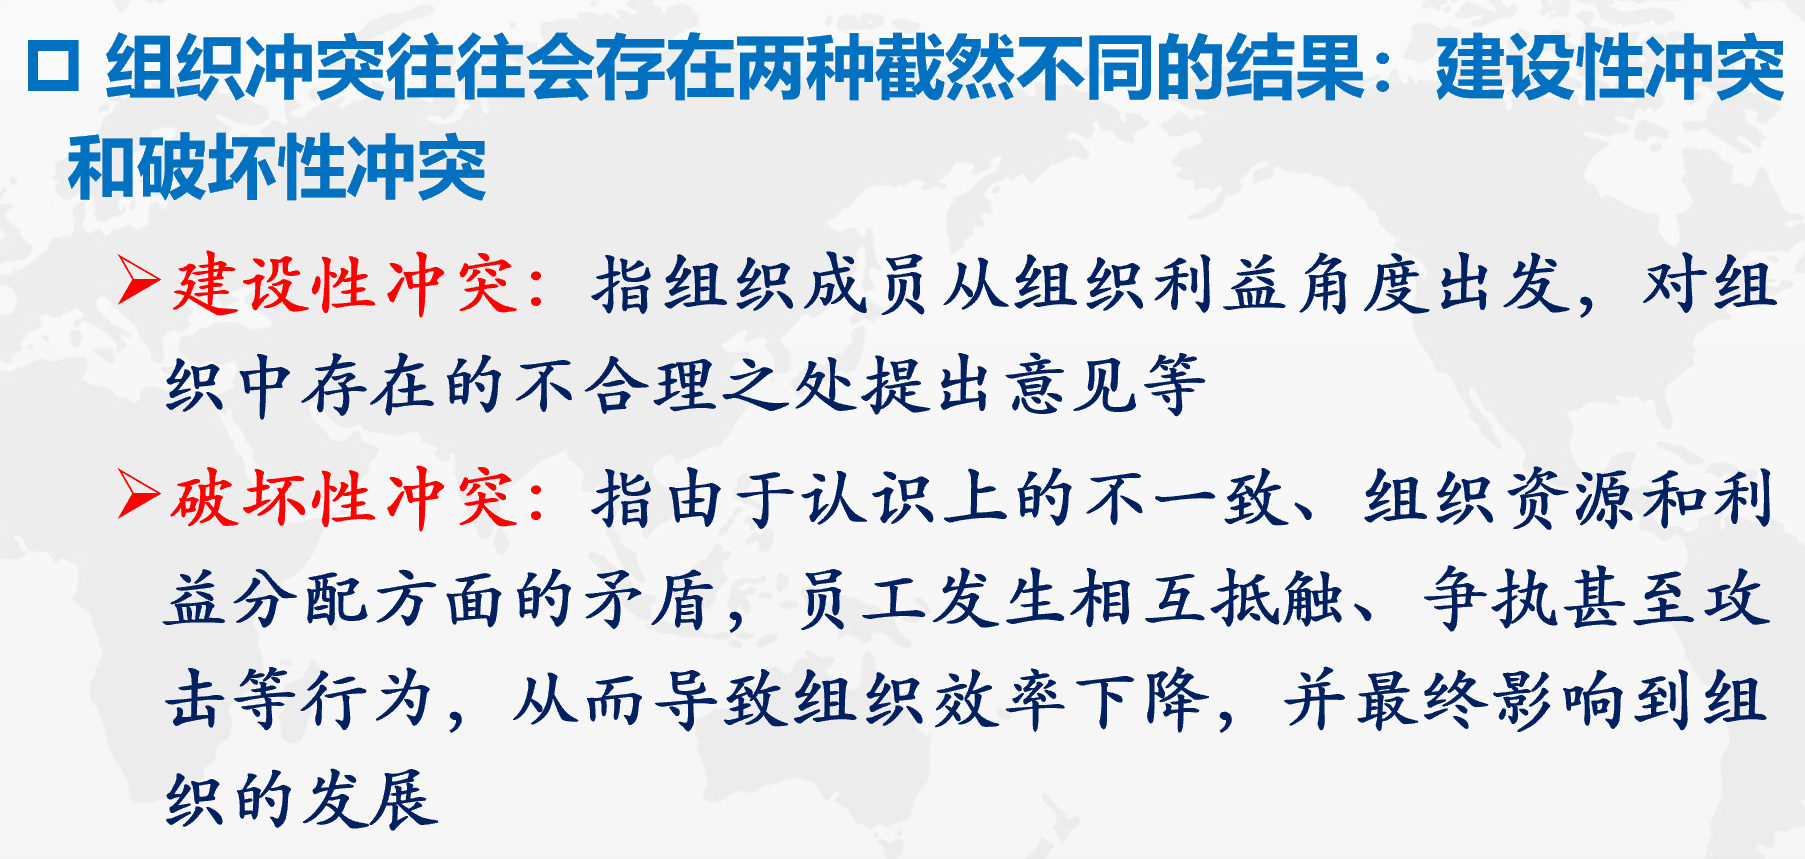 组织冲突往往会存在两种截然不同的结果：建设性冲突
和破坏性冲突
建设性冲突：指组织成员从组织利益角度出发，对组
织中存在的不合理之处提出意见等
破坏性冲突：指由于认识上的不一致、组织资源和利
益分配方面的矛盾，员工发生相互抵触、争执甚至攻
击等行为，从而导致组织效率下降，并最终影响到组
织的发展